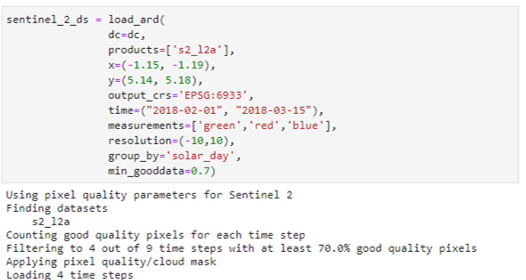 sentinel_2_ds = load_ard(
dc=dc,
products=['s2_l2a'],
x=(-1.15, -1.19),
y=(5.14, 5.18),
output_crs='EPSG:6933',
time=("2018-02-01", "2018-03-15"),
measurements=['green','red','blue'],
resolution=(-10,10),
group_by='solar_day',
min_gooddata=0.7)
Using pixel quality parameters for Sentinel 2
Finding datasets
s2_l2a
Counting good quality pixels for each time step
Filtering to 4 out of 9 time steps with at least 70.0% good quality pixels
Applying pixel quality/cloud mask
Loading 4 time steps